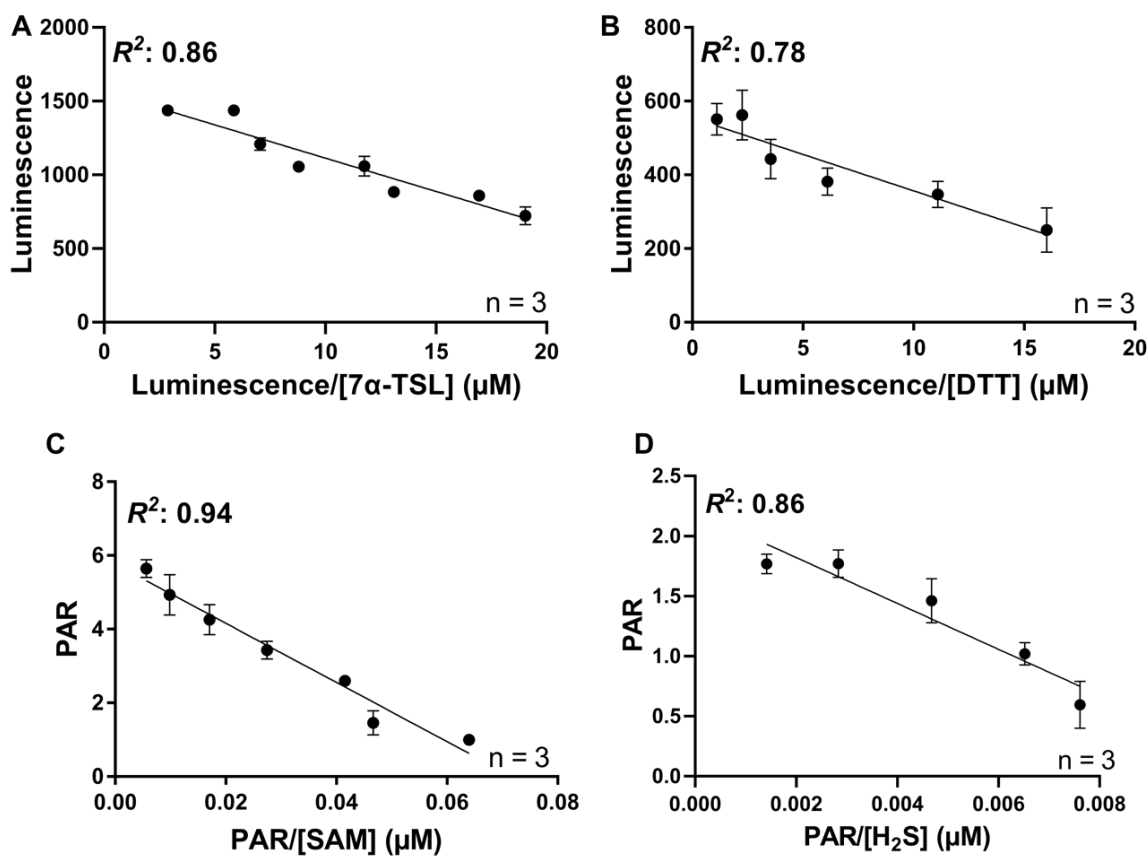 A
R²: 0.86
Luminescence
2000
1500
1000
500
0
0 5 10 15 20
n = 3
Luminescence/[7α-TSL] (μM)
B
R²: 0.78
Luminescence
800
600
400
200
0
0 5 10 15 20
n = 3
Luminescence/[DTT] (μM)
C
R²: 0.94
PAR
8
6
4
2
0
0.00 0.02 0.04 0.06 0.08
n = 3
PAR/[SAM] (μM)
D
R²: 0.86
PAR
2.5
2.0
1.5
1.0
0.5
0.0
0.000 0.002 0.004 0.006 0.008
n = 3
PAR/[H₂S] (μM)